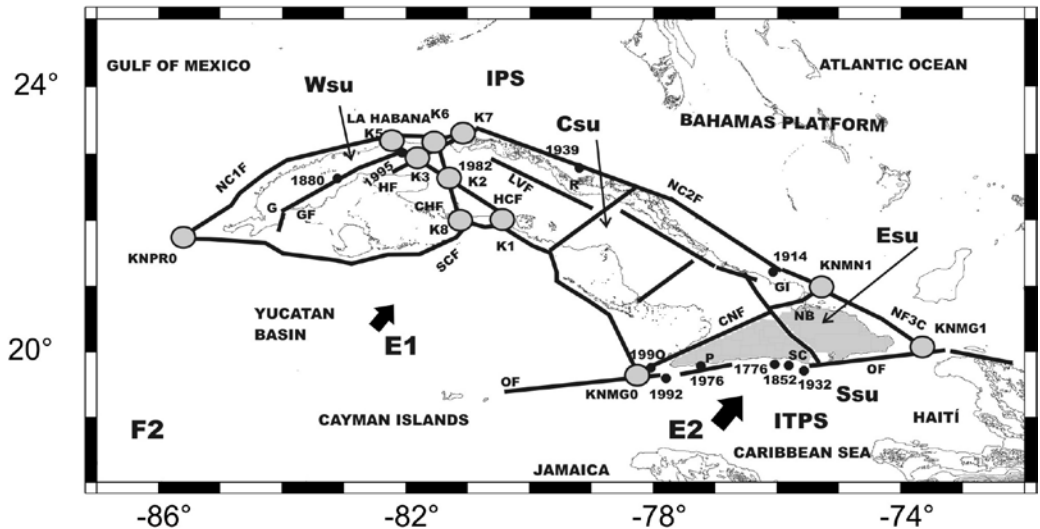 24°
20°
GULF OF MEXICO
IPS
ATLANTIC OCEAN
Wsu
K6
LA HABANA
K7
K5
BAHAMAS PLATFORM
Csu
NC1F
1939
1880
1995
HF
K3
1982
K2
LVF
R
NC2F
G
GF
CHF
HCF
K8
K1
KNPR0
SCF
Esu
1914
KNMN1
GI
YUCATAN
BASIN
E1
CNF
NB
NF3C
KNMG1
1990
P
SC
OF
OF
KNMG0
1992
1976
1776
1852
1932
Ssu
CAYMAN ISLANDS
E2
ITPS
HAITÍ
F2
CARIBBEAN SEA
JAMAICA
-86°
-82°
-78°
-74°